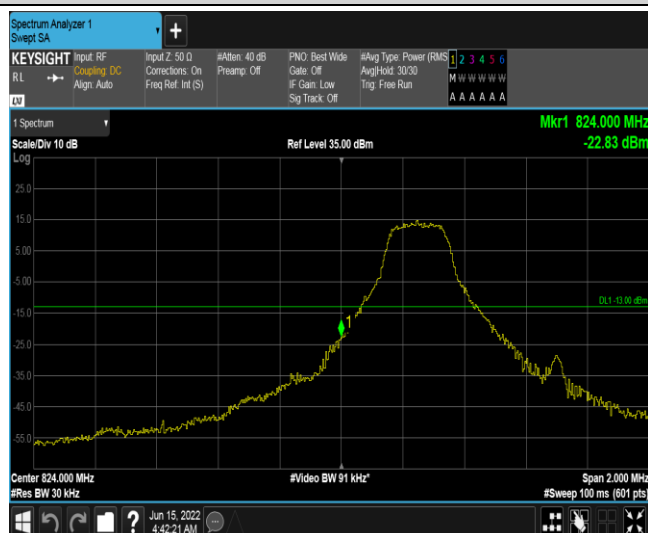 Spectrum Analyzer 1
Swept SA
+
KEYSIGHT
RL
LXI
Input: RF
Coupling: DC
Align: Auto
Input Z: 50 Ω
Corrections: On
Freq Ref: Int (S)
#Atten: 40 dB
Preamp: Off
PNO: Best Wide
Gate: Off
IF Gain: Low
Sig Track: Off
#Avg Type: Power (RMS
Avg|Hold: 30/30
Trig: Free Run
1 2 3 4 5 6
M W W W W W
A A A A A A
1 Spectrum
Mkr1 824.000 MHz
Scale/Div 10 dB
Ref Level 35.00 dBm
-22.83 dBm
Log
25.0
15.0
5.00
-5.00
DL1 -13.00 dBm
-15.0
1
-25.0
-35.0
-45.0
-55.0
Center 824.000 MHz
#Video BW 91 kHz*
Span 2.000 MHz
#Res BW 30 kHz
#Sweep 100 ms (601 pts)
?
Jun 15, 2022
4:42:21 AM